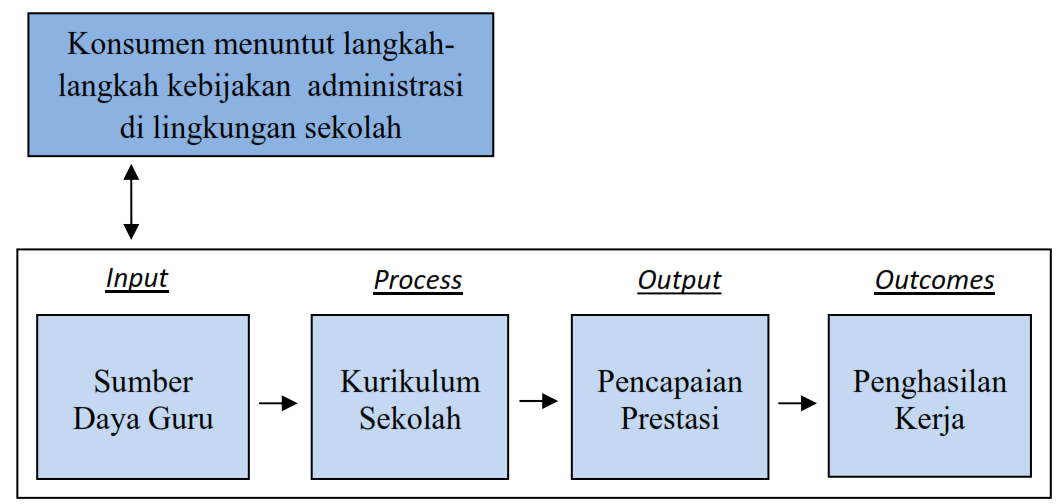 Konsumen menuntut langkah-
langkah kebijakan administrasi
di lingkungan sekolah
Input
Process
Output
Outcomes
Sumber
Daya Guru
Kurikulum
Sekolah
Pencapaian
Prestasi
Penghasilan
Kerja